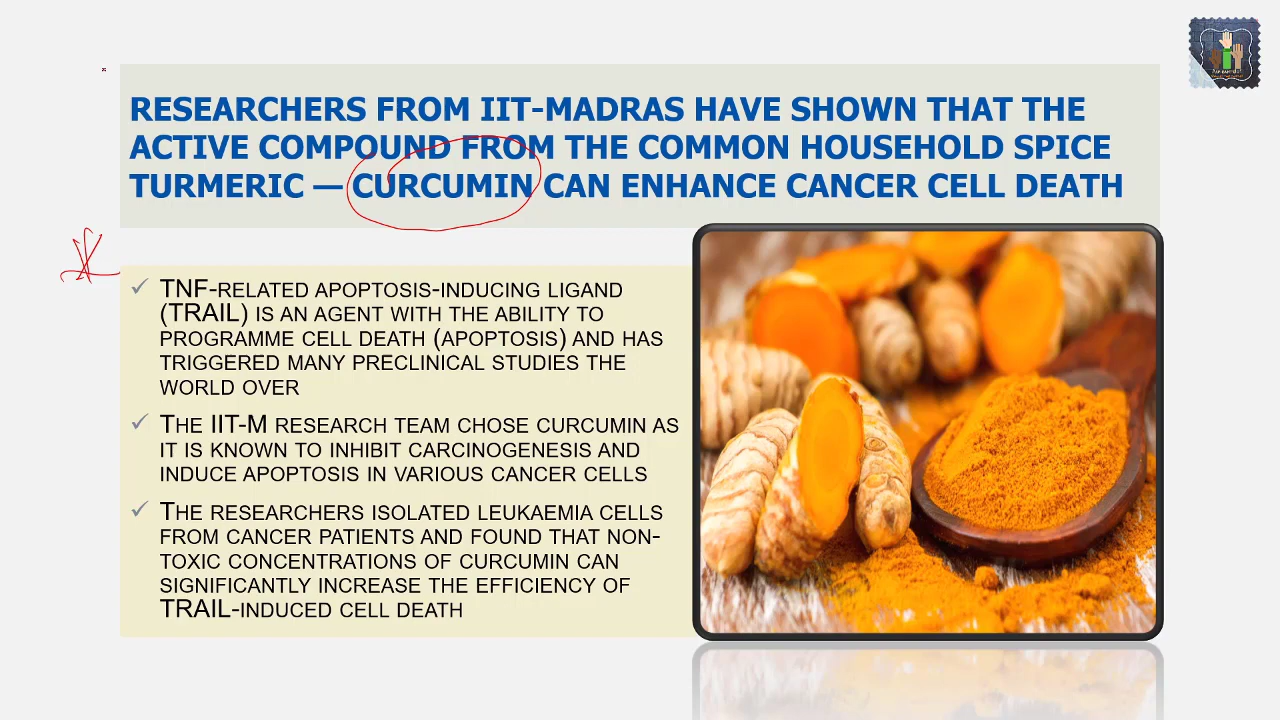 RESEARCHERS FROM IIT-MADRAS HAVE SHOWN THAT THE
ACTIVE COMPOUND FROM THE COMMON HOUSEHOLD SPICE
TURMERIC — CURCUMIN CAN ENHANCE CANCER CELL DEATH
✓ TNF-RELATED APOPTOSIS-INDUCING LIGAND
(TRAIL) IS AN AGENT WITH THE ABILITY TO
PROGRAMME CELL DEATH (APOPTOSIS) AND HAS
TRIGGERED MANY PRECLINICAL STUDIES THE
WORLD OVER
✓ THE IIT-M RESEARCH TEAM CHOSE CURCUMIN AS
IT IS KNOWN TO INHIBIT CARCINOGENESIS AND
INDUCE APOPTOSIS IN VARIOUS CANCER CELLS
✓ THE RESEARCHERS ISOLATED LEUKAEMIA CELLS
FROM CANCER PATIENTS AND FOUND THAT NON-
TOXIC CONCENTRATIONS OF CURCUMIN CAN
SIGNIFICANTLY INCREASE THE EFFICIENCY OF
TRAIL-INDUCED CELL DEATH